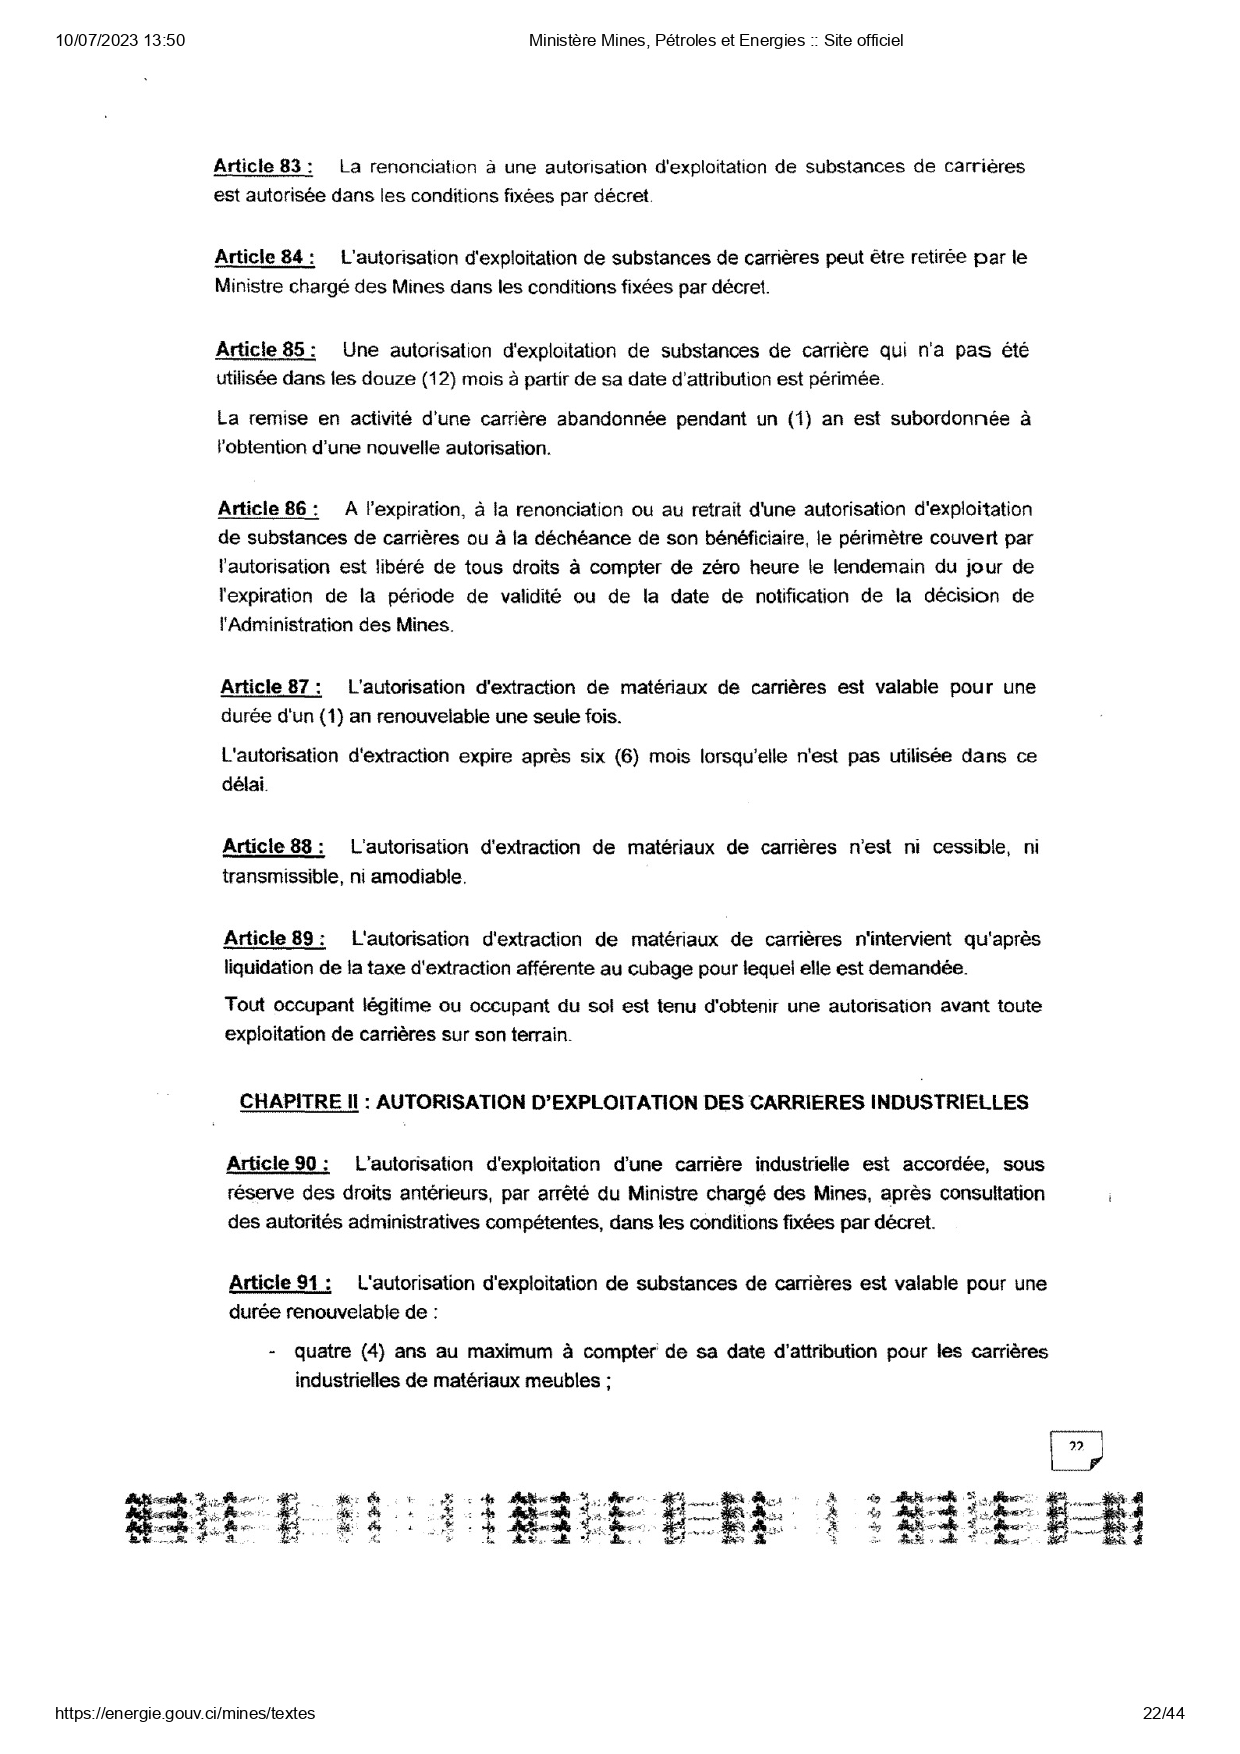 10/07/2023 13:50
Ministère Mines, Pétroles et Energies :: Site officiel
Article 83 : La renonciation à une autorisation d'exploitation de substances de carrières
est autorisée dans les conditions fixées par décret.
Article 84 : L'autorisation d'exploitation de substances de carrières peut être retirée par le
Ministre chargé des Mines dans les conditions fixées par décret.
Article 85 : Une autorisation d'exploitation de substances de carrière qui n'a pas été
utilisée dans les douze (12) mois à partir de sa date d'attribution est périmée.
La remise en activité d'une carrière abandonnée pendant un (1) an est subordonnée à
l'obtention d'une nouvelle autorisation.
Article 86 : A l'expiration, à la renonciation ou au retrait d'une autorisation d'exploitation
de substances de carrières ou à la déchéance de son bénéficiaire, le périmètre couvert par
l'autorisation est libéré de tous droits à compter de zéro heure le lendemain du jour de
l'expiration de la période de validité ou de la date de notification de la décision de
l'Administration des Mines.
Article 87 : L'autorisation d'extraction de matériaux de carrières est valable pour une
durée d'un (1) an renouvelable une seule fois.
L'autorisation d'extraction expire après six (6) mois lorsqu'elle n'est pas utilisée dans ce
délai.
Article 88 : L'autorisation d'extraction de matériaux de carrières n'est ni cessible, ni
transmissible, ni amodiable.
Article 89 : L'autorisation d'extraction de matériaux de carrières n'intervient qu'après
liquidation de la taxe d'extraction afférente au cubage pour lequel elle est demandée.
Tout occupant légitime ou occupant du sol est tenu d'obtenir une autorisation avant toute
exploitation de carrières sur son terrain.
CHAPITRE II : AUTORISATION D'EXPLOITATION DES CARRIERES INDUSTRIELLES
Article 90 : L'autorisation d'exploitation d'une carrière industrielle est accordée, sous
réserve des droits antérieurs, par arrêté du Ministre chargé des Mines, après consultation
des autorités administratives compétentes, dans les conditions fixées par décret.
Article 91 : L'autorisation d'exploitation de substances de carrières est valable pour une
durée renouvelable de :
- quatre (4) ans au maximum à compter de sa date d'attribution pour les carrières
industrielles de matériaux meubles ;
22
https://energie.gouv.ci/mines/textes
22/44